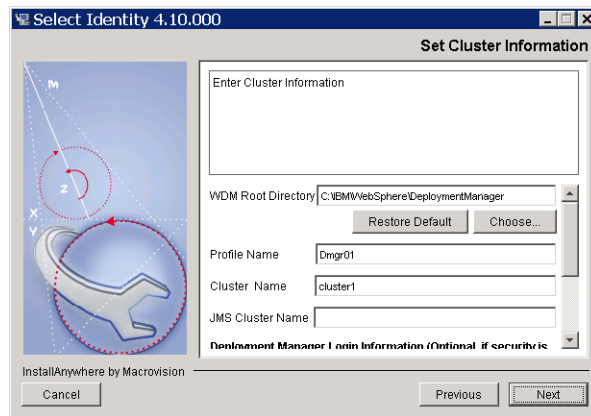 Select Identity 4.10.000
Set Cluster Information
Enter Cluster Information
WDM Root Directory C:\IBM\WebSphere\DeploymentManager
Restore Default Choose...
Profile Name Dmgr01
Cluster Name cluster1
JMS Cluster Name
Deployment Manager Login Information (Optional, if security is
InstallAnywhere by Macrovision
Cancel Previous Next
M
Z
X
Y